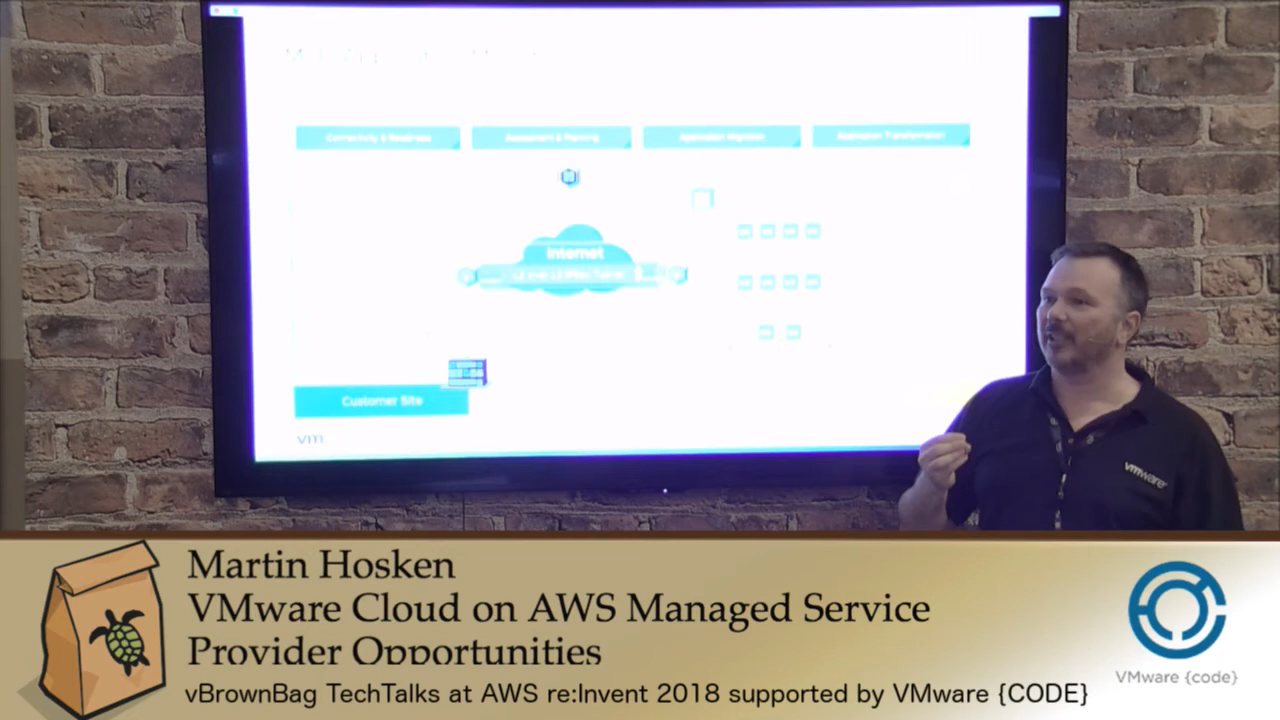 Connectivity & Readiness
Assessment & Planning
Application Migration
Application Transformation
Internet
Customer Site
vm
vmware
Martin Hosken
VMware Cloud on AWS Managed Service
Provider Opportunities
vBrownBag TechTalks at AWS re:Invent 2018 supported by VMware {CODE}
VMware {code}